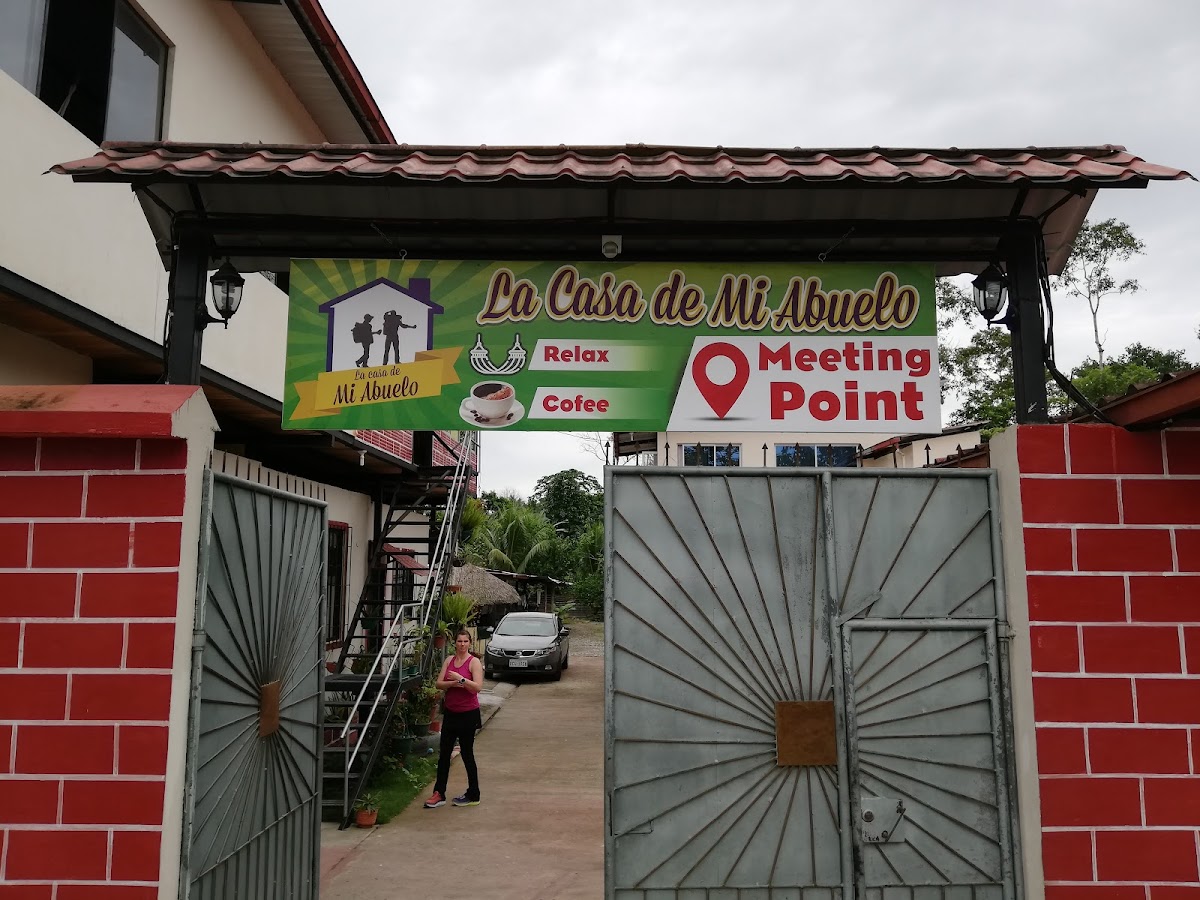 La Casa de Mi Abuelo
La casa de
Mi Abuelo
Relax
Cofee
Meeting
Point